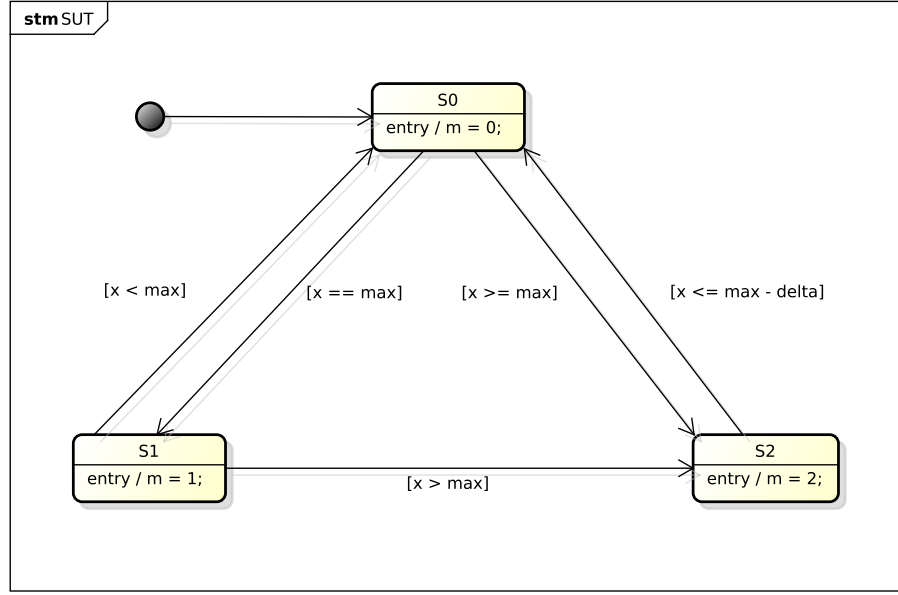 stm SUT
S0
entry / m = 0;
[x < max]
[x == max]
[x >= max]
[x <= max - delta]
S1
entry / m = 1;
[x > max]
S2
entry / m = 2;